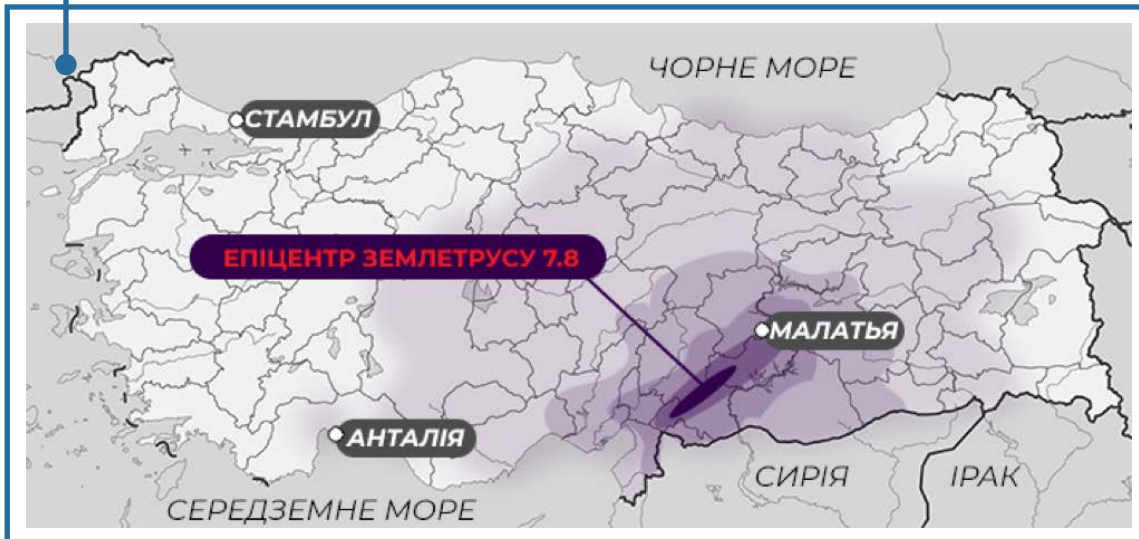 ЧОРНЕ МОРЕ
СТАМБУЛ
ЕПІЦЕНТР ЗЕМЛЕТРУСУ 7.8
МАЛАТЬЯ
АНТАЛІЯ
СИРІЯ
ІРАК
СЕРЕДЗЕМНЕ МОРЕ